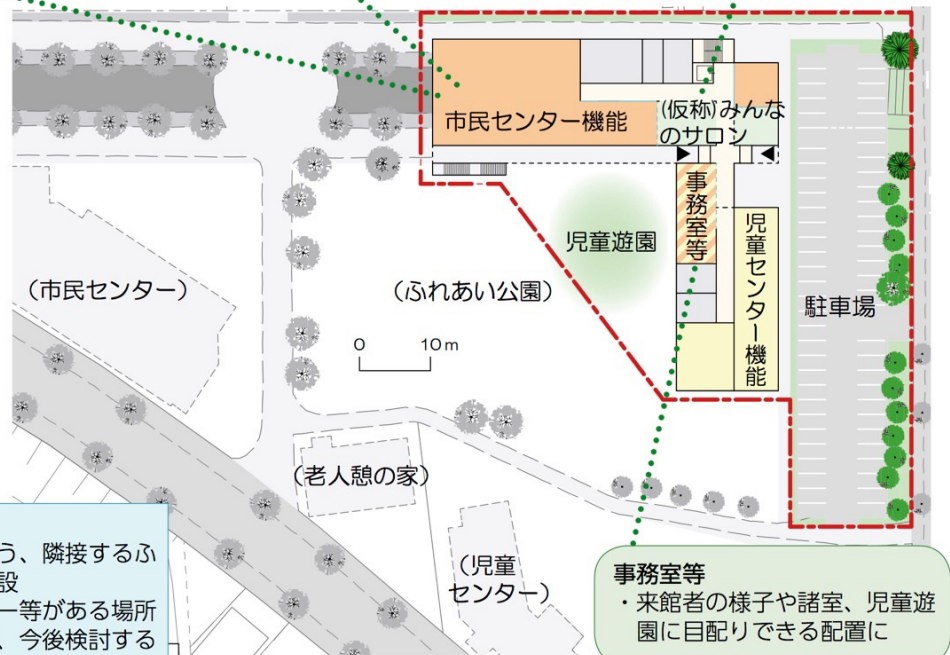 市民センター機能
(仮称)みんな
のサロン
事務室等
児童遊園
児童センター機能
駐車場
(市民センター)
(ふれあい公園)
0 10m
(老人憩の家)
(児童
センター)
う、隣接するふ
設
ー等がある場所
、今後検討する
事務室等
・来館者の様子や諸室、児童遊
園に目配りできる配置に